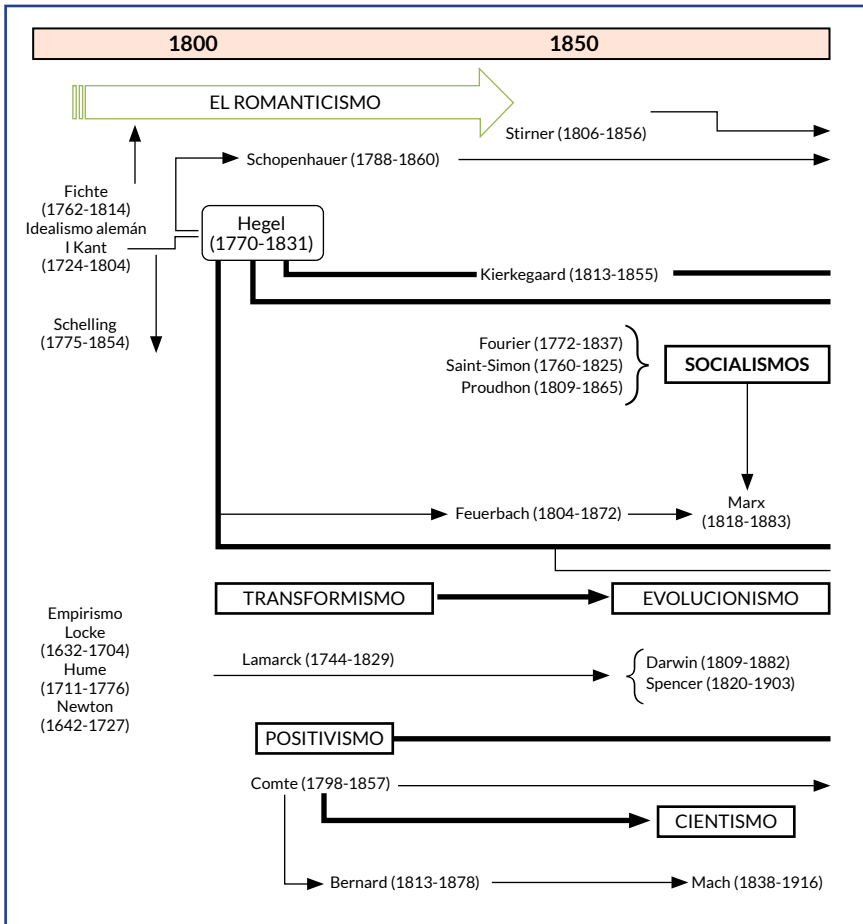 1800
1850
EL ROMANTICISMO
Stirner (1806-1856)
Schopenhauer (1788-1860)
Fichte
(1762-1814)
Idealismo alemán
I Kant
(1724-1804)
Hegel
(1770-1831)
Kierkegaard (1813-1855)
Schelling
(1775-1854)
Fourier (1772-1837)
Saint-Simon (1760-1825)
Proudhon (1809-1865)
SOCIALISMOS
Feuerbach (1804-1872)
Marx
(1818-1883)
TRANSFORMISMO
EVOLUCIONISMO
Empirismo
Locke
(1632-1704)
Hume
(1711-1776)
Newton
(1642-1727)
Lamarck (1744-1829)
Darwin (1809-1882)
Spencer (1820-1903)
POSITIVISMO
Comte (1798-1857)
CIENTISMO
Bernard (1813-1878)
Mach (1838-1916)